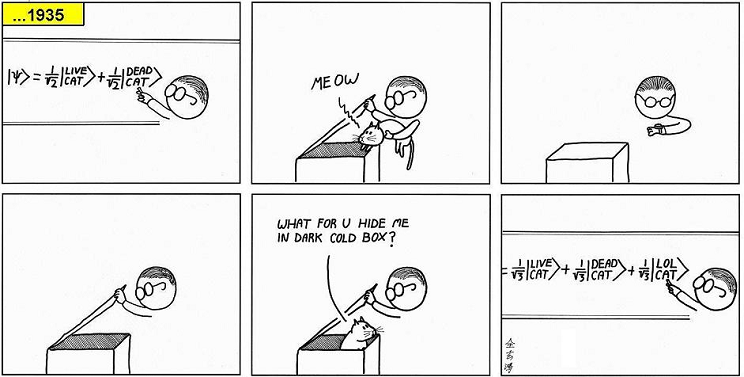 ...1935
|Ψ⟩ = 1/√2 |LIVE CAT⟩ + 1/√2 |DEAD CAT⟩
MEOW
WHAT FOR U HIDE ME
IN DARK COLD BOX?
= 1/√3 |LIVE CAT⟩ + 1/√3 |DEAD CAT⟩ + 1/√3 |LOL CAT⟩